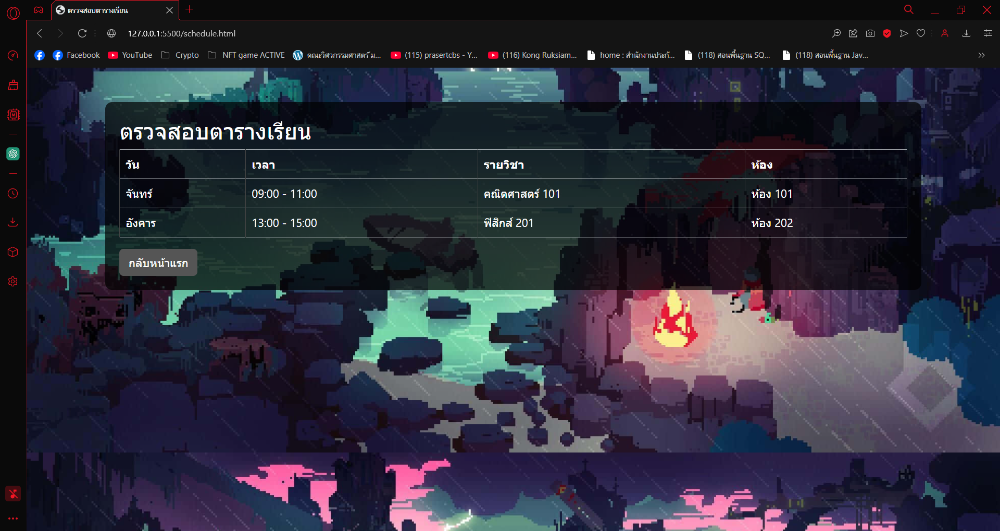 ตรวจสอบตารางเรียน
127.0.0.1:5500/schedule.html
Facebook YouTube Crypto NFT game ACTIVE คณะวิศวกรรมศาสตร์ ม... (115) prasertcbs - Y... (116) Kong Ruksiam... home : สำนักงานประกั... (118) สอนพื้นฐาน SQ... (118) สอนพื้นฐาน Jav...
ตรวจสอบตารางเรียน
วัน เวลา รายวิชา ห้อง
จันทร์ 09:00 - 11:00 คณิตศาสตร์ 101 ห้อง 101
อังคาร 13:00 - 15:00 ฟิสิกส์ 201 ห้อง 202
กลับหน้าแรก